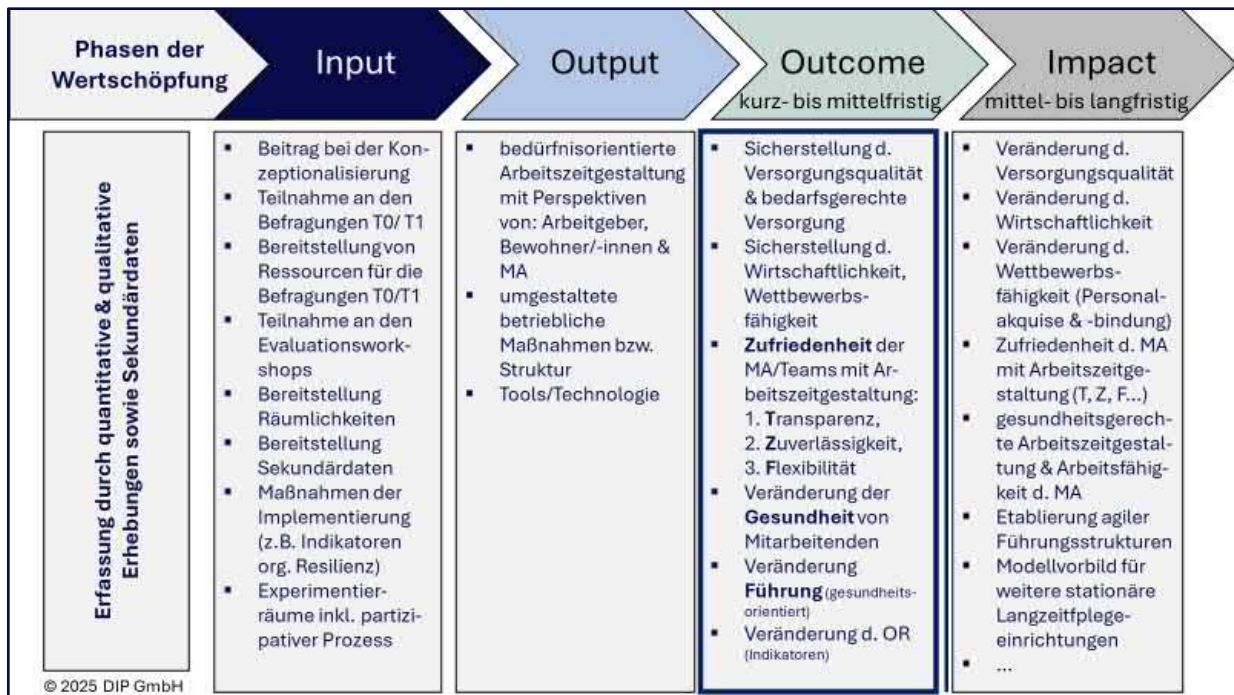 Phasen der
Wertschöpfung
Input
Output
Outcome
kurz- bis mittelfristig
Impact
mittel- bis langfristig
Erfassung durch quantitative & qualitative
Erhebungen sowie Sekundärdaten
▪ Beitrag bei der Kon-
zeptionalisierung
▪ Teilnahme an den
Befragungen T0/ T1
▪ Bereitstellung von
Ressourcen für die
Befragungen T0/T1
▪ Teilnahme an den
Evaluationswork-
shops
▪ Bereitstellung
Räumlichkeiten
▪ Bereitstellung
Sekundärdaten
▪ Maßnahmen der
Implementierung
(z.B. Indikatoren
org. Resilienz)
▪ Experimentier-
räume inkl. partizi-
pativer Prozess
▪ bedürfnisorientierte
Arbeitszeitgestaltung
mit Perspektiven
von: Arbeitgeber,
Bewohner/-innen &
MA
▪ umgestaltete
betriebliche
Maßnahmen bzw.
Struktur
▪ Tools/Technologie
▪ Sicherstellung d.
Versorgungsqualität
& bedarfsgerechte
Versorgung
▪ Sicherstellung d.
Wirtschaftlichkeit,
Wettbewerbs-
fähigkeit
▪ Zufriedenheit der
MA/Teams mit Ar-
beitszeitgestaltung:
1. Transparenz,
2. Zuverlässigkeit,
3. Flexibilität
▪ Veränderung der
Gesundheit von
Mitarbeitenden
▪ Veränderung
Führung (gesundheits-
orientiert)
▪ Veränderung d. OR
(Indikatoren)
▪ Veränderung d.
Versorgungsqualität
▪ Veränderung d.
Wirtschaftlichkeit
▪ Veränderung d.
Wettbewerbs-
fähigkeit (Personal-
akquise & -bindung)
▪ Zufriedenheit d. MA
mit Arbeitszeitge-
staltung (T, Z, F...)
▪ gesundheitsgerech-
te Arbeitszeitgestal-
tung & Arbeitsfähig-
keit d. MA
▪ Etablierung agiler
Führungsstrukturen
▪ Modellvorbild für
weitere stationäre
Langzeitfplege-
einrichtungen
▪ ...
© 2025 DIP GmbH